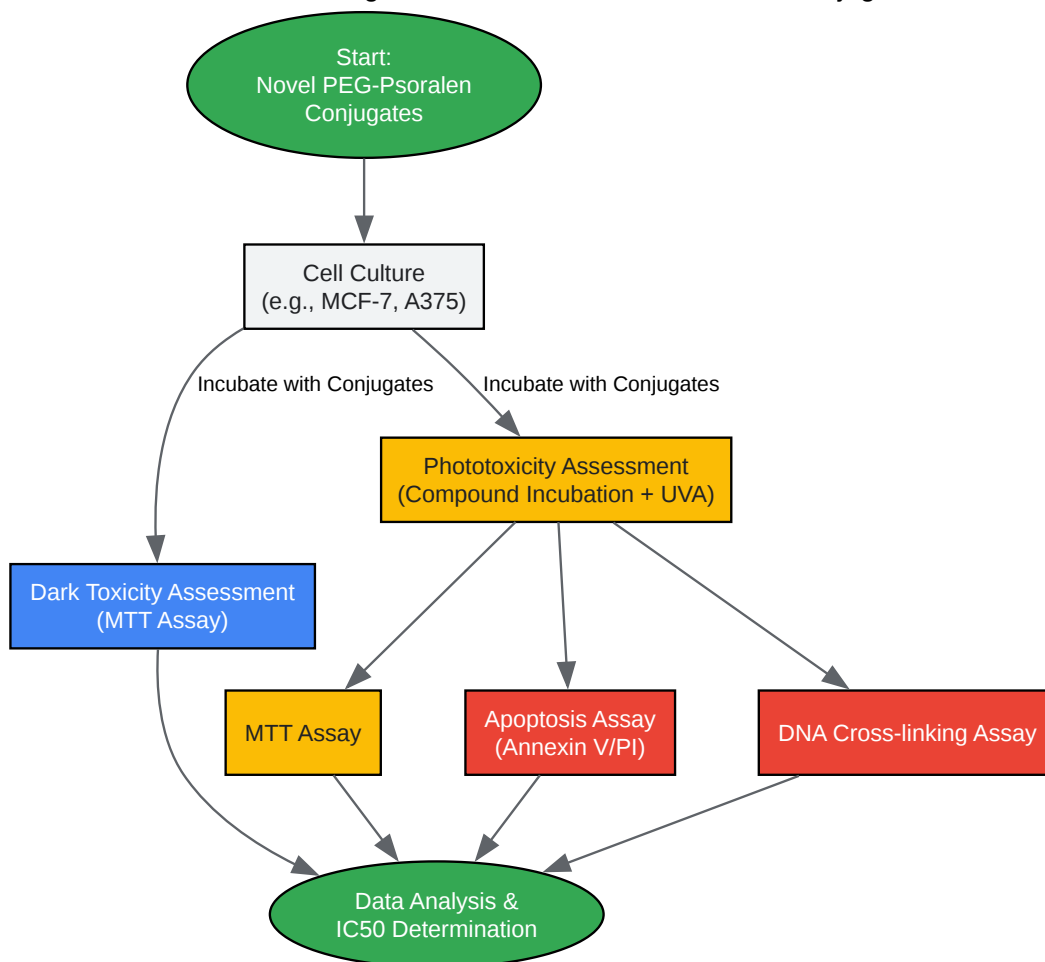 Start:
Novel PEG-Psoralen
Conjugates
Cell Culture
(e.g., MCF-7, A375)
Incubate with Conjugates
Incubate with Conjugates
Phototoxicity Assessment
(Compound Incubation + UVA)
Dark Toxicity Assessment
(MTT Assay)
MTT Assay
Apoptosis Assay
(Annexin V/PI)
DNA Cross-linking Assay
Data Analysis &
IC50 Determination